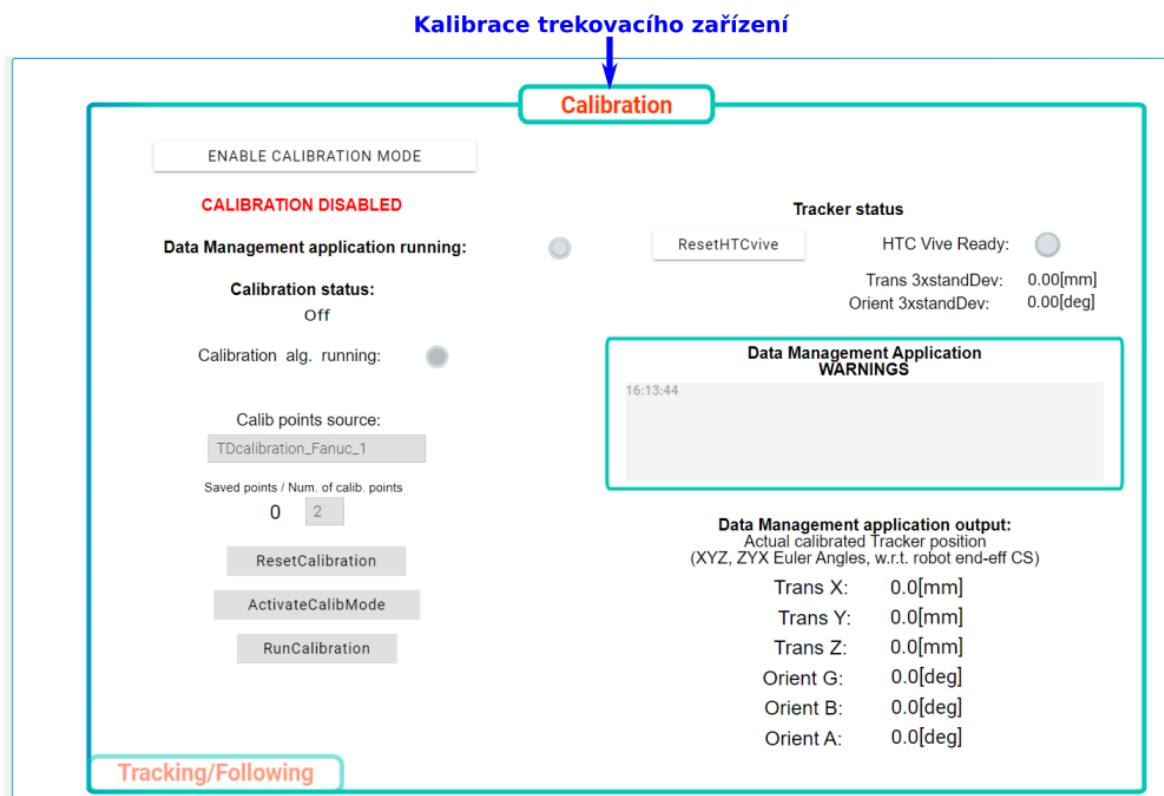 Kalibrace trekovacího zařízení
Calibration
ENABLE CALIBRATION MODE
CALIBRATION DISABLED
Data Management application running:
Calibration status:
Off
Calibration alg. running:
Calib points source:
TDcalibration_Fanuc_1
Saved points / Num. of calib. points
0 2
ResetCalibration
ActivateCalibMode
RunCalibration
Tracker status
ResetHTCvive HTC Vive Ready:
Trans 3xstandDev: 0.00[mm]
Orient 3xstandDev: 0.00[deg]
Data Management Application
WARNINGS
16:13:44
Data Management application output:
Actual calibrated Tracker position
(XYZ, ZYX Euler Angles, w.r.t. robot end-eff CS)
Trans X: 0.0[mm]
Trans Y: 0.0[mm]
Trans Z: 0.0[mm]
Orient G: 0.0[deg]
Orient B: 0.0[deg]
Orient A: 0.0[deg]
Tracking/Following